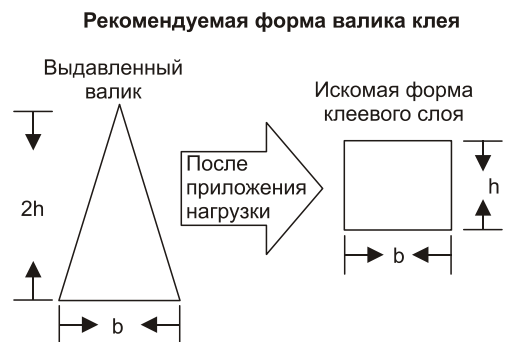 Рекомендуемая форма валика клея
Выдавленный
валик
2h
b
После
приложения
нагрузки
Искомая форма
клеевого слоя
h
b